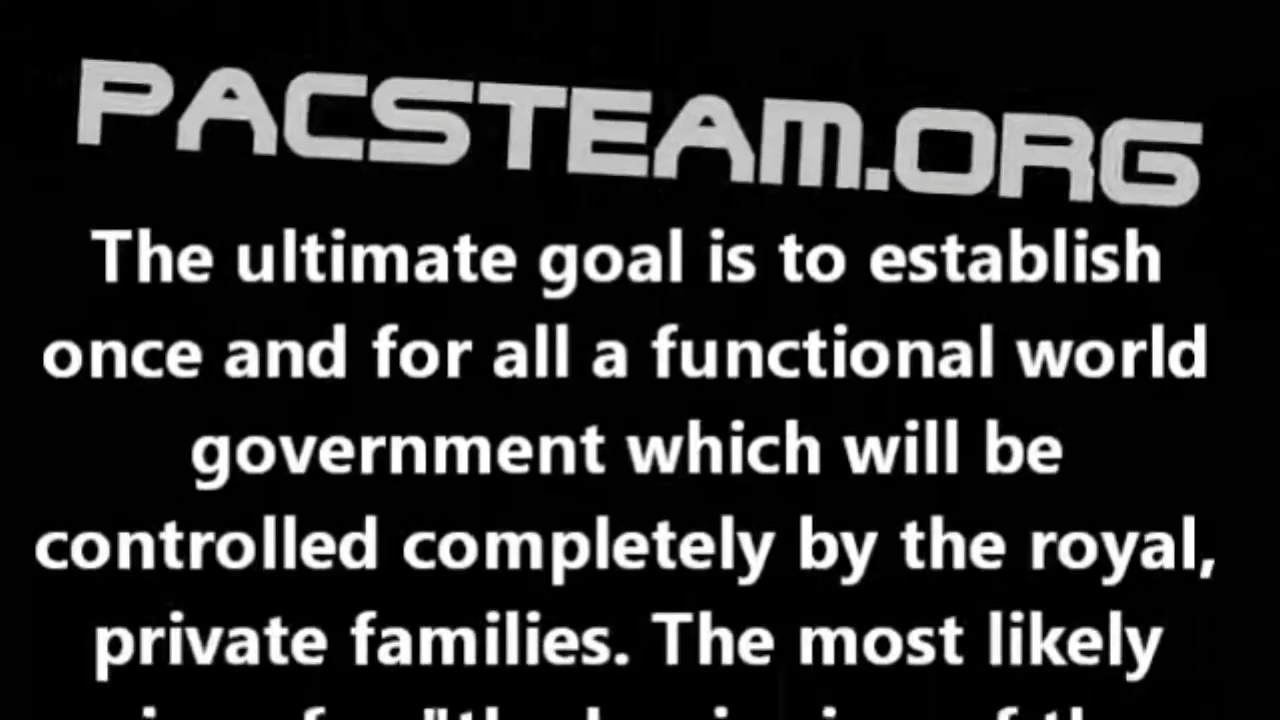 PACSTEAM.ORG
The ultimate goal is to establish
once and for all a functional world
government which will be
controlled completely by the royal,
private families. The most likely